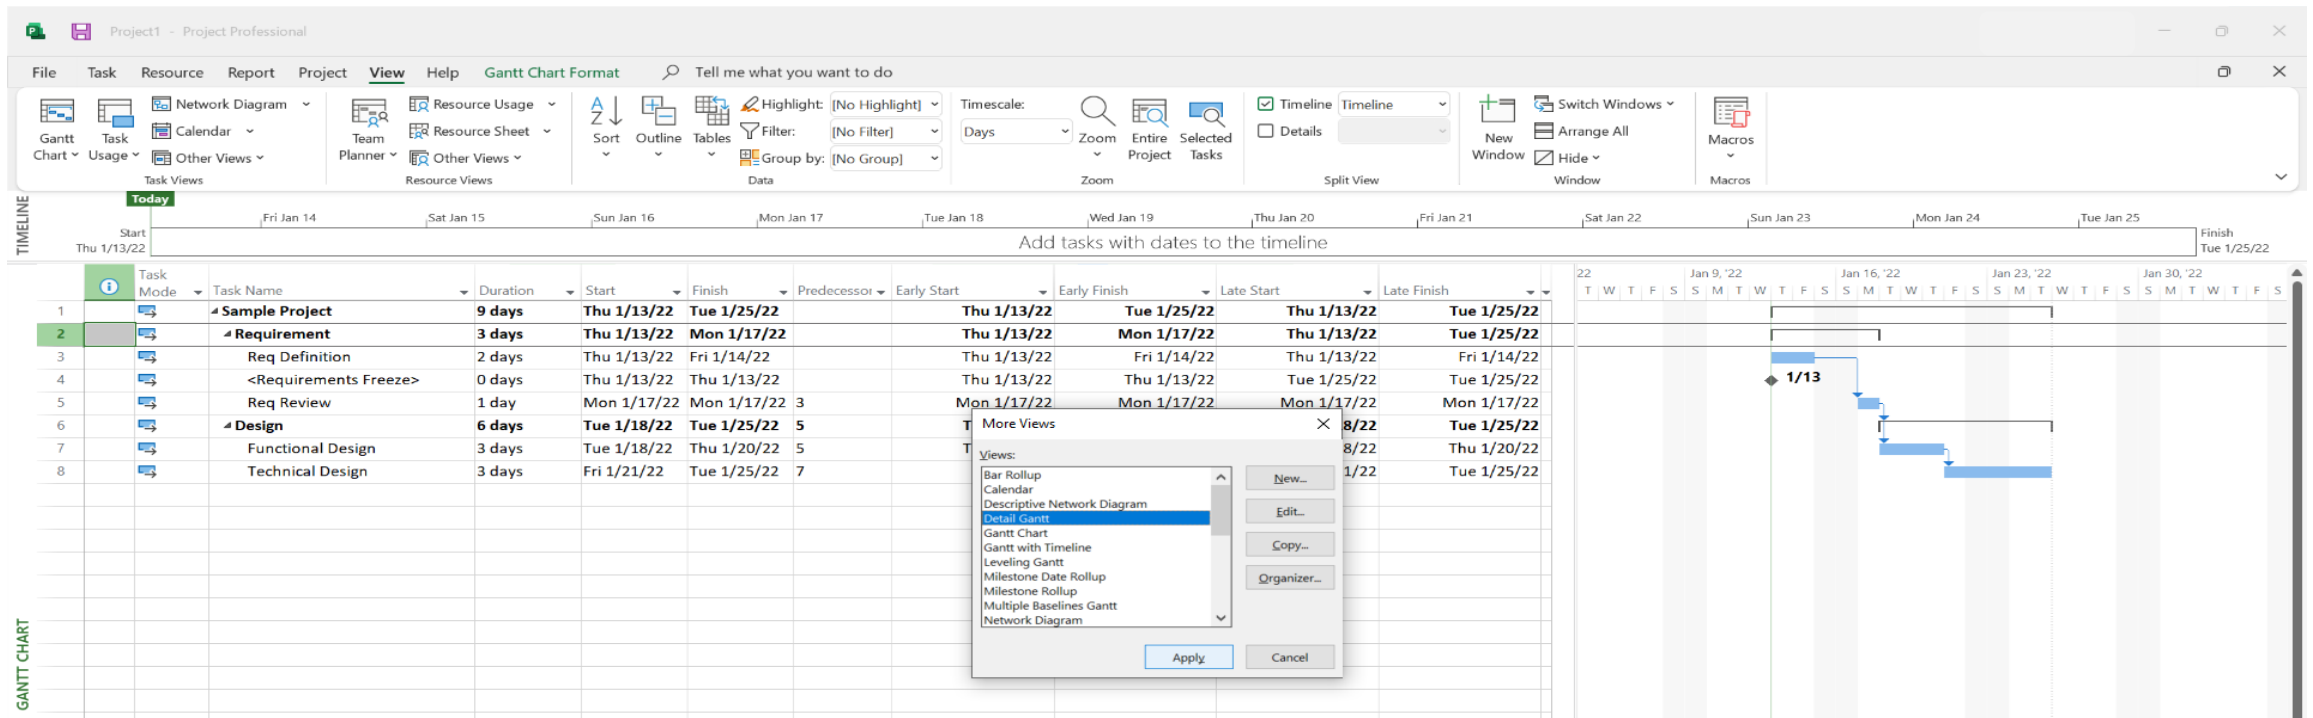 Project1 - Project Professional
File Task Resource Report Project View Help Gantt Chart Format Tell me what you want to do
Gantt Chart
Task Usage
Network Diagram
Calendar
Other Views
Task Views
Team Planner
Resource Usage
Resource Sheet
Other Views
Resource Views
Sort
Outline
Tables
Highlight: [No Highlight]
Filter: [No Filter]
Group by: [No Group]
Data
Timescale:
Days
Zoom
Entire Project
Selected Tasks
Zoom
Timeline Timeline
Details
Split View
New Window
Switch Windows
Arrange All
Hide
Window
Macros
Macros
TIMELINE
Today
Fri Jan 14 Sat Jan 15 Sun Jan 16 Mon Jan 17 Tue Jan 18 Wed Jan 19 Thu Jan 20 Fri Jan 21 Sat Jan 22 Sun Jan 23 Mon Jan 24 Tue Jan 25
Start
Thu 1/13/22
Add tasks with dates to the timeline
Finish
Tue 1/25/22
Task Mode Task Name Duration Start Finish Predecessor Early Start Early Finish Late Start Late Finish
22 Jan 9, '22 Jan 16, '22 Jan 23, '22 Jan 30, '22
T W T F S S M T W T F S S M T W T F S S M T W T F S S M T W T F S
1 Sample Project 9 days Thu 1/13/22 Tue 1/25/22 Thu 1/13/22 Tue 1/25/22 Thu 1/13/22 Tue 1/25/22
2 Requirement 3 days Thu 1/13/22 Mon 1/17/22 Thu 1/13/22 Mon 1/17/22 Thu 1/13/22 Tue 1/25/22
3 Req Definition 2 days Thu 1/13/22 Fri 1/14/22 Thu 1/13/22 Fri 1/14/22 Thu 1/13/22 Fri 1/14/22
4 <Requirements Freeze> 0 days Thu 1/13/22 Thu 1/13/22 Thu 1/13/22 Thu 1/13/22 Tue 1/25/22 Tue 1/25/22
1/13
5 Req Review 1 day Mon 1/17/22 Mon 1/17/22 3 Mon 1/17/22 Mon 1/17/22 Mon 1/17/22 Mon 1/17/22
6 Design 6 days Tue 1/18/22 Tue 1/25/22 5 T 8/22 Tue 1/25/22
7 Functional Design 3 days Tue 1/18/22 Thu 1/20/22 5 T 8/22 Thu 1/20/22
8 Technical Design 3 days Fri 1/21/22 Tue 1/25/22 7 1/22 Tue 1/25/22
More Views
Views:
Bar Rollup
Calendar
Descriptive Network Diagram
Detail Gantt
Gantt Chart
Gantt with Timeline
Leveling Gantt
Milestone Date Rollup
Milestone Rollup
Multiple Baselines Gantt
Network Diagram
New...
Edit...
Copy...
Organizer...
Apply
Cancel
GANTT CHART